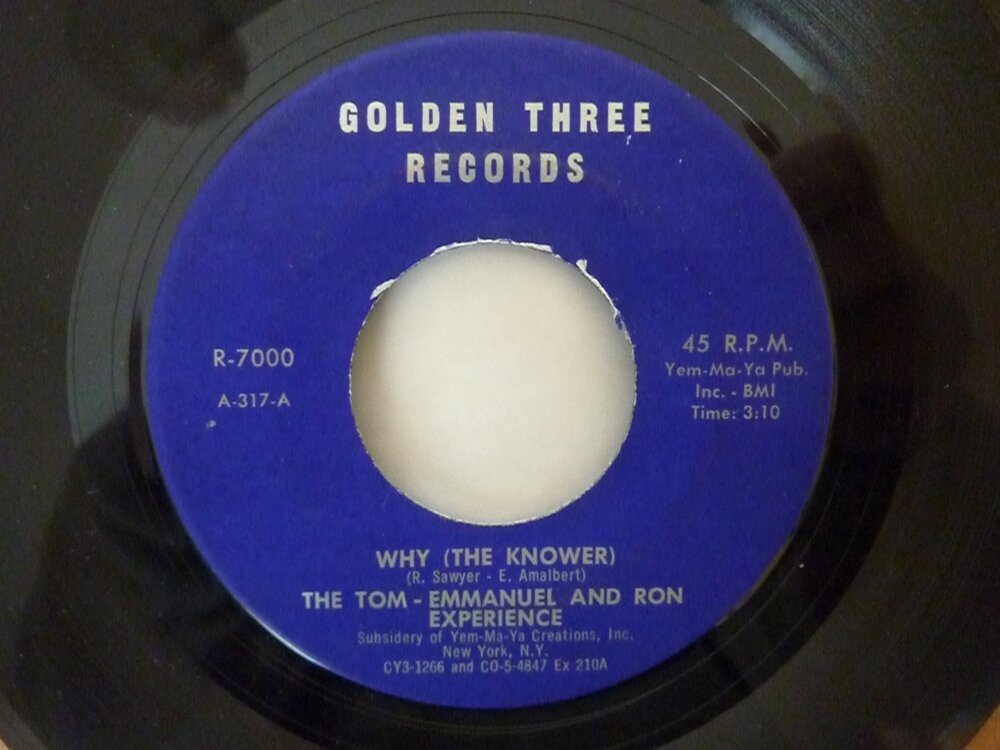 GOLDEN THREE
RECORDS
R-7000
A-317-A
45 R.P.M.
Yem-Ma-Ya Pub.
Inc. - BMI
Time: 3:10
WHY (THE KNOWER)
(R. Sawyer - E. Amalbert)
THE TOM - EMMANUEL AND RON
EXPERIENCE
Subsidery of Yem-Ma-Ya Creations, Inc.
New York, N.Y.
CY3-1266 and CO-5-4847 Ex 210A